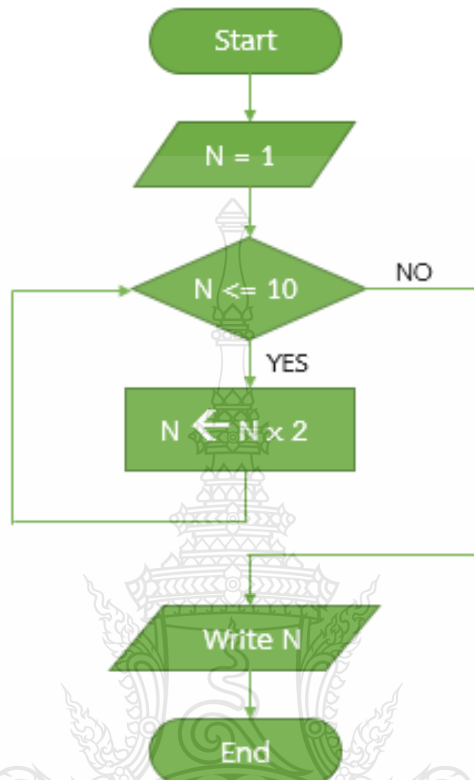 Start
N = 1
N <= 10
NO
YES
N ← N x 2
Write N
End